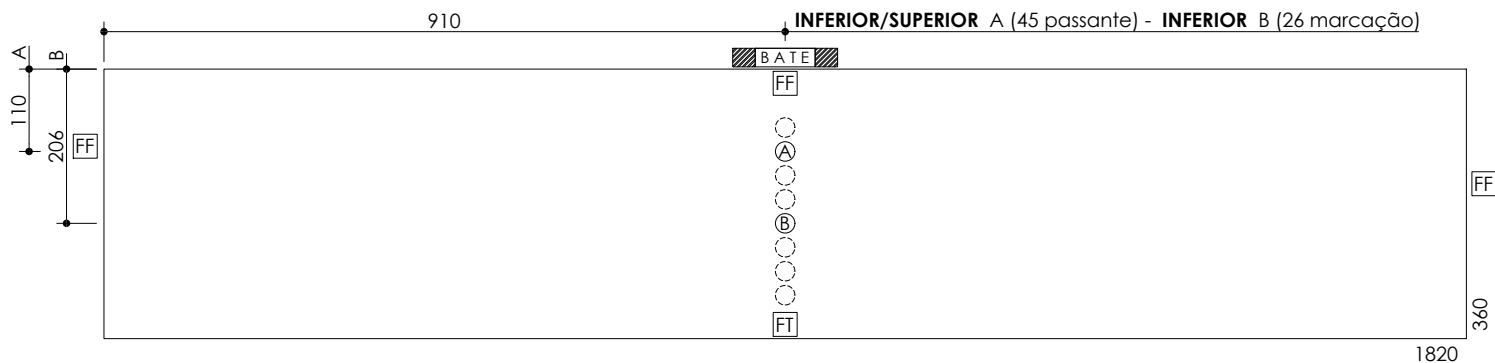 910
INFERIOR/SUPERIOR A (45 passante) - INFERIOR B (26 marcação)
A
B
BATE
FF
110
206
FF
A
FF
B
FT
360
1820